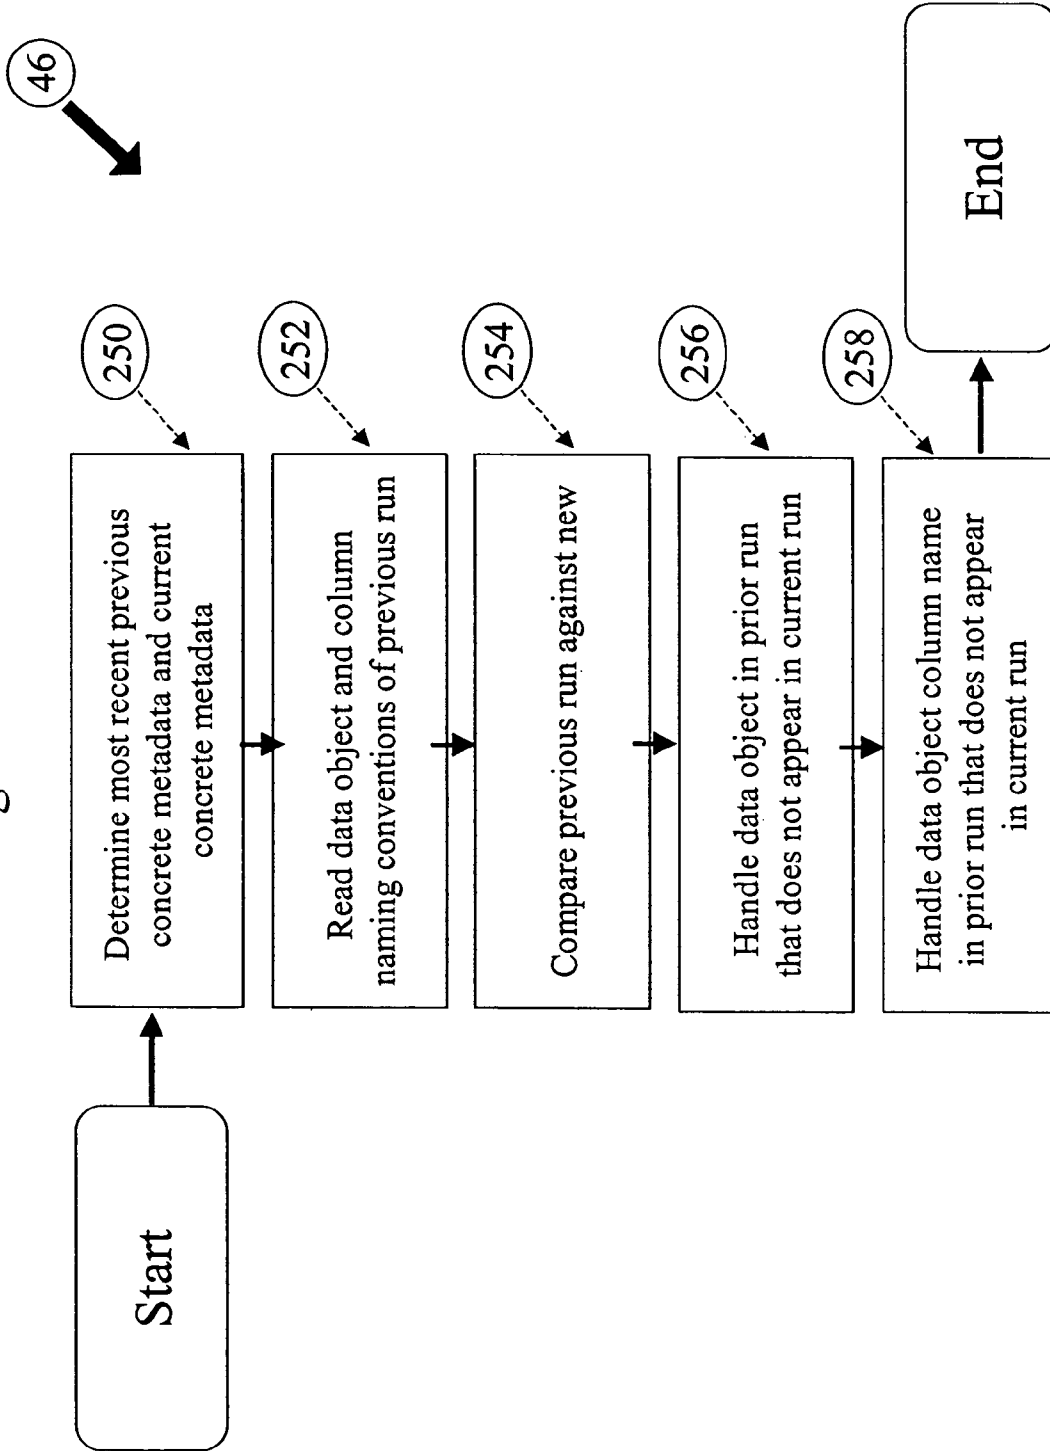 46
Start
250
Determine most recent previous
concrete metadata and current
concrete metadata
252
Read data object and column
naming conventions of previous run
254
Compare previous run against new
256
Handle data object in prior run
that does not appear in current run
258
Handle data object column name
in prior run that does not appear
in current run
End